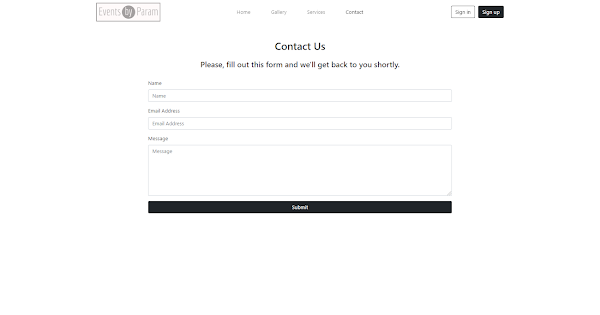 Events by Param
Home Gallery Services Contact
Sign in Sign up
Contact Us
Please, fill out this form and we'll get back to you shortly.
Name
Name
Email Address
Email Address
Message
Message
Submit